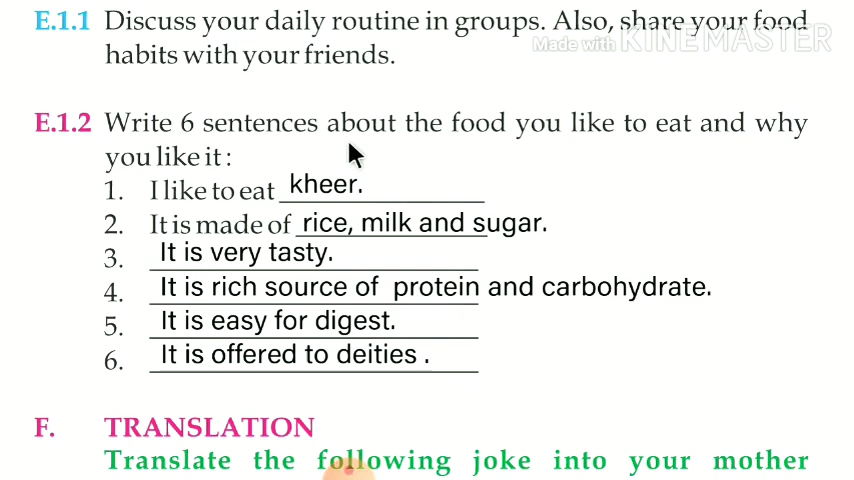 E.1.1 Discuss your daily routine in groups. Also, share your food
habits with your friends.
Made with KINEMASTER
E.1.2 Write 6 sentences about the food you like to eat and why
you like it :
1. I like to eat kheer.
2. It is made of rice, milk and sugar.
3. It is very tasty.
4. It is rich source of protein and carbohydrate.
5. It is easy for digest.
6. It is offered to deities .
F. TRANSLATION
Translate the following joke into your mother